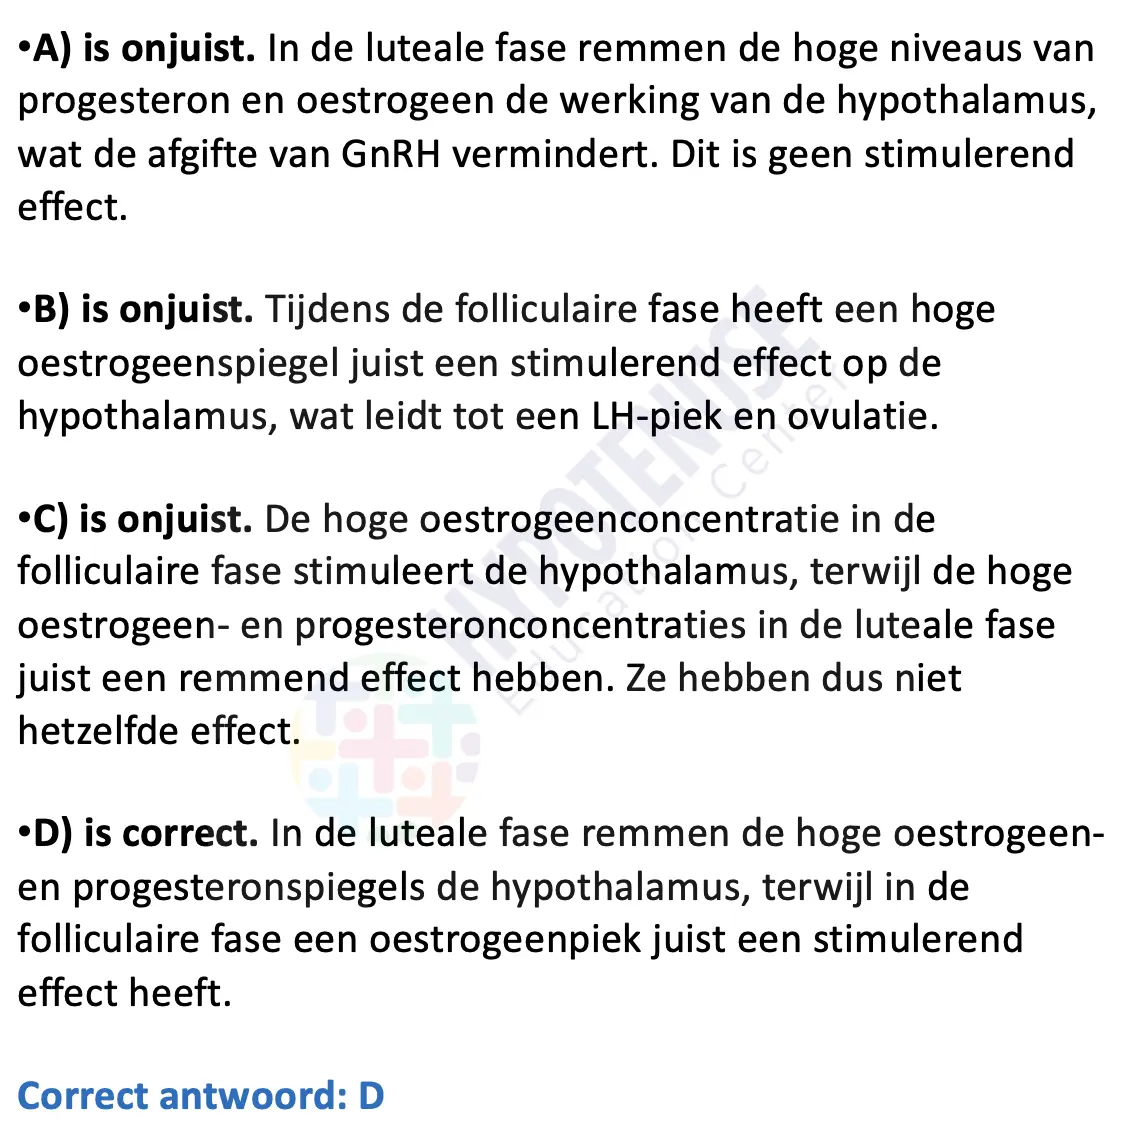 •A) is onjuist. In de luteale fase remmen de hoge niveaus van
progesteron en oestrogeen de werking van de hypothalamus,
wat de afgifte van GnRH vermindert. Dit is geen stimulerend
effect.
•B) is onjuist. Tijdens de folliculaire fase heeft een hoge
oestrogeenspiegel juist een stimulerend effect op de
hypothalamus, wat leidt tot een LH-piek en ovulatie.
•C) is onjuist. De hoge oestrogeenconcentratie in de
folliculaire fase stimuleert de hypothalamus, terwijl de hoge
oestrogeen- en progesteronconcentraties in de luteale fase
juist een remmend effect hebben. Ze hebben dus niet
hetzelfde effect.
•D) is correct. In de luteale fase remmen de hoge oestrogeen-
en progesteronspiegels de hypothalamus, terwijl in de
folliculaire fase een oestrogeenpiek juist een stimulerend
effect heeft.
Correct antwoord: D
HYPOTENUSE
Education Center